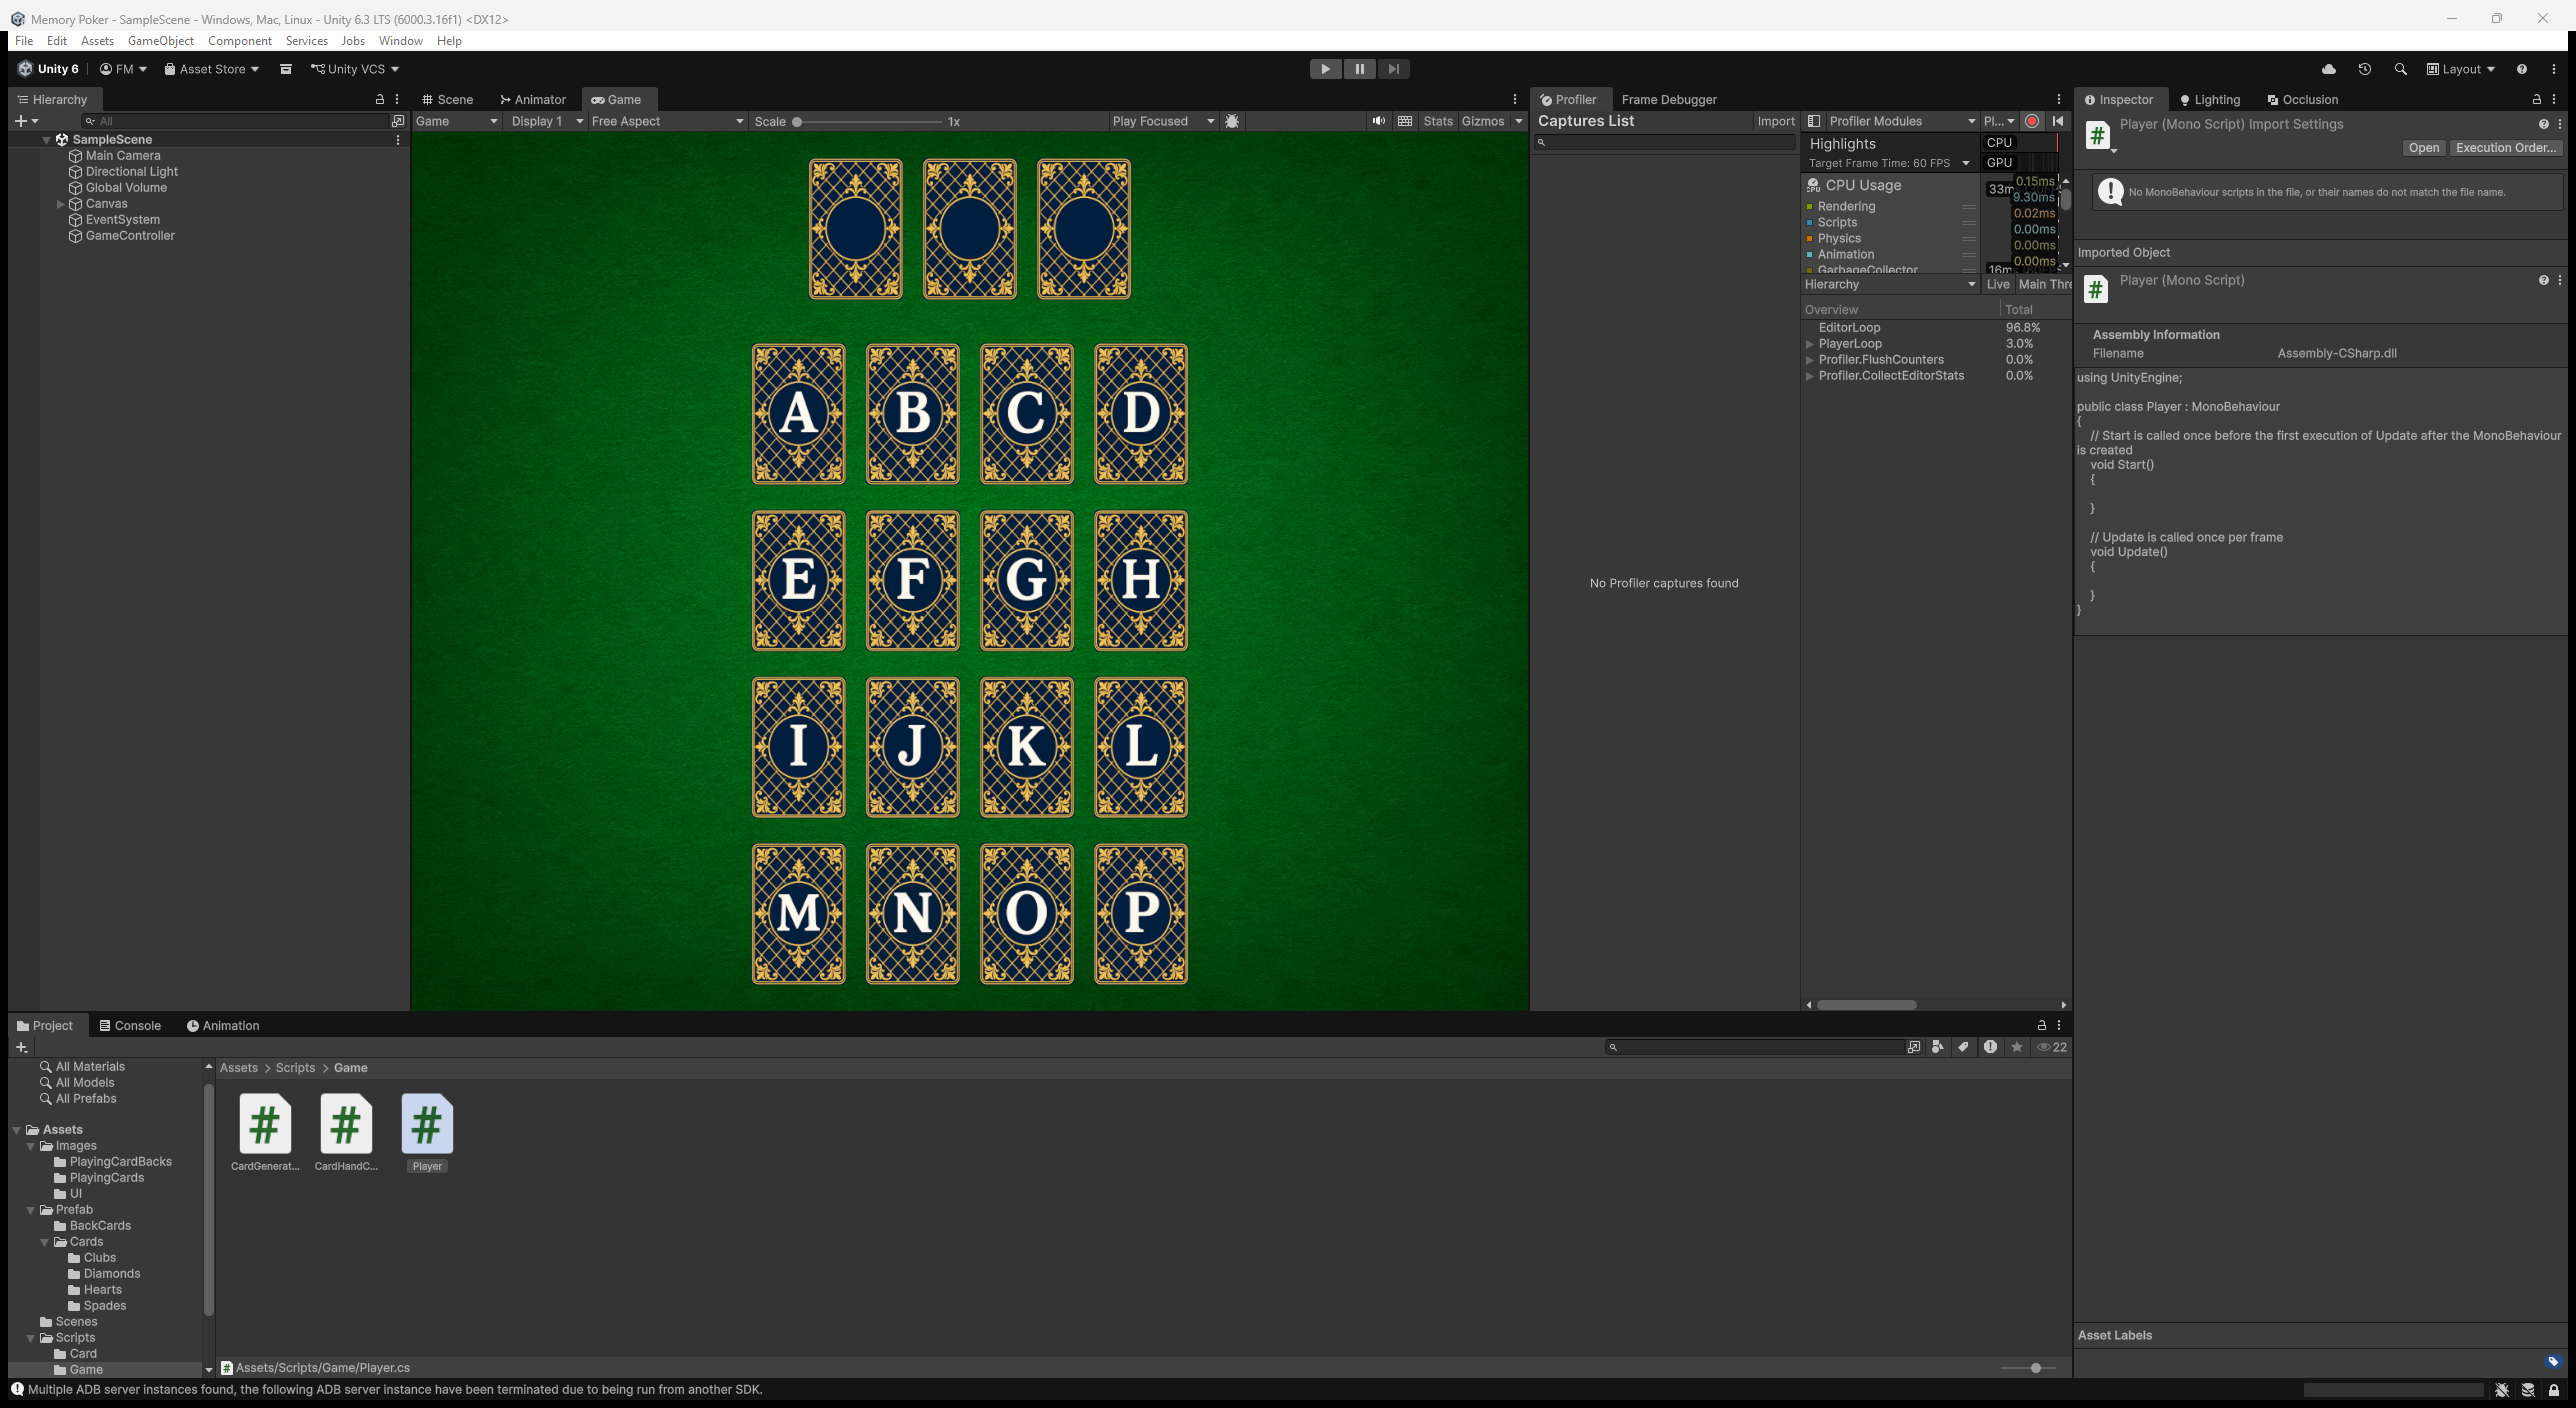 Memory Poker - SampleScene - Windows, Mac, Linux - Unity 6.3 LTS (6000.3.16f1) <DX12>
File Edit Assets GameObject Component Services Jobs Window Help
Unity 6 FM Asset Store Unity VCS Layout
Hierarchy
All
SampleScene
Main Camera
Directional Light
Global Volume
Canvas
EventSystem
GameController
Scene Animator Game
Game Display 1 Free Aspect Scale 1x Play Focused Stats Gizmos
A B C D
E F G H
I J K L
M N O P
Profiler Frame Debugger
Captures List Import
No Profiler captures found
Profiler Modules Pl...
Highlights CPU
Target Frame Time: 60 FPS GPU
CPU Usage
33m
0.15ms
Rendering
9.30ms
Scripts
0.02ms
Physics
0.00ms
Animation
0.00ms
GarbageCollector
0.00ms
16m
Hierarchy Live Main Thre
Overview Total
EditorLoop 96.8%
PlayerLoop 3.0%
Profiler.FlushCounters 0.0%
Profiler.CollectEditorStats 0.0%
Inspector Lighting Occlusion
Player (Mono Script) Import Settings
Open Execution Order...
No MonoBehaviour scripts in the file, or their names do not match the file name.
Imported Object
Player (Mono Script)
Assembly Information
Filename Assembly-CSharp.dll
using UnityEngine;
public class Player : MonoBehaviour
{
// Start is called once before the first execution of Update after the MonoBehaviour
is created
void Start()
{
}
// Update is called once per frame
void Update()
{
}
}
Asset Labels
Project Console Animation
22
All Materials
All Models
All Prefabs
Assets
Images
PlayingCardBacks
PlayingCards
UI
Prefab
BackCards
Cards
Clubs
Diamonds
Hearts
Spades
Scenes
Scripts
Card
Game
Assets > Scripts > Game
# # #
CardGenerat... CardHandC... Player
Assets/Scripts/Game/Player.cs
Multiple ADB server instances found, the following ADB server instance have been terminated due to being run from another SDK.